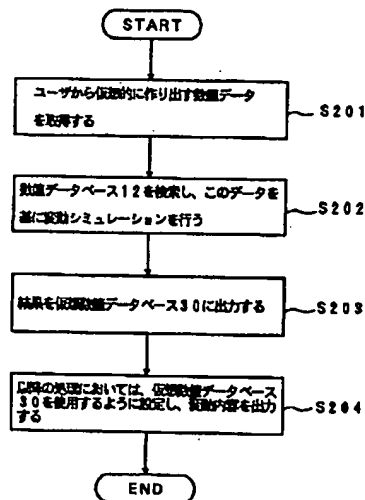 START
ユーザから仮想的に作り出す数値データ
を取得する
S201
数値データベース12を検索し、このデータを
基に変動シミュレーションを行う
S202
結果を仮想数値データベース30に出力する
S203
以降の処理においては、仮想数値データベース
30を使用するように設定し、変動内容を出力
する
S204
END